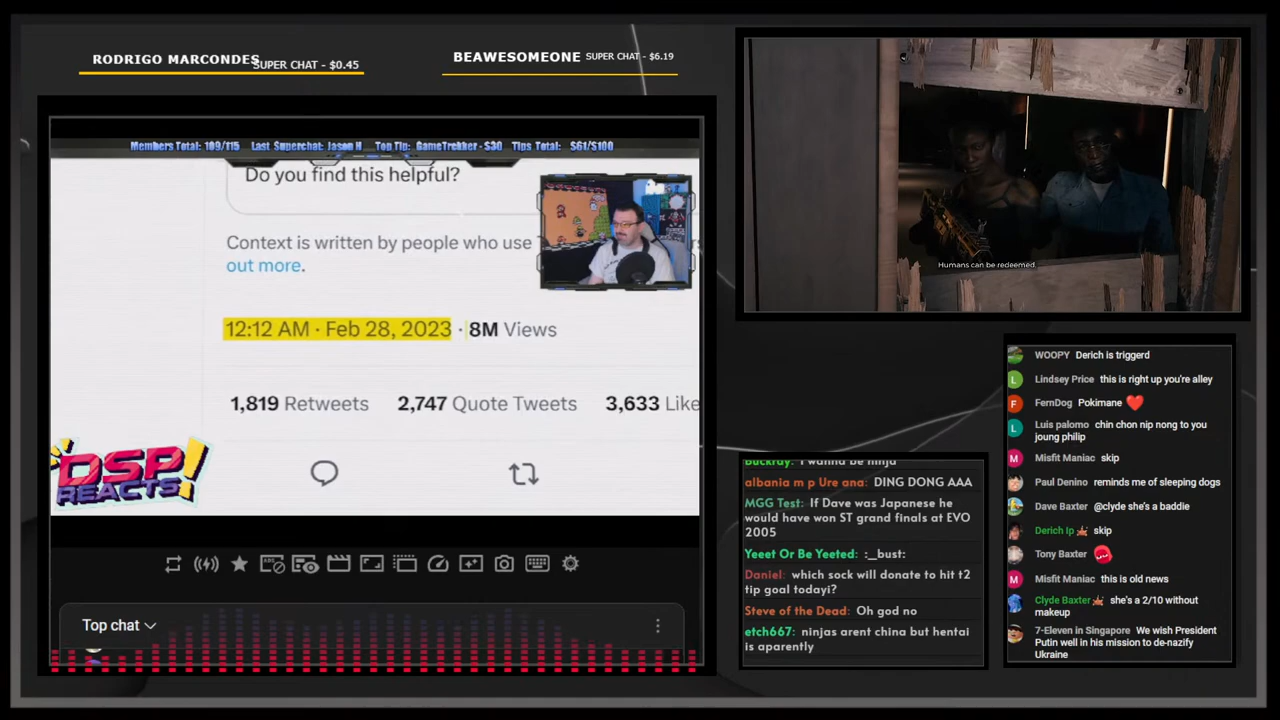 RODRIGO MARCONDES SUPER CHAT - $0.45
BEAWESOMEONE SUPER CHAT - $6.19
Members Total: 109/115 Last Superchat: Jason H Top Tip: GameTrekker - $30 Tips Total: $61/$100
Do you find this helpful?
Context is written by people who use
out more.
12:12 AM · Feb 28, 2023 · 8M Views
1,819 Retweets 2,747 Quote Tweets 3,633 Like
DSP
REACTS!
Top chat
Humans can be redeemed.
Buckray: I wanna be ninja
albania m p Ure ana: DING DONG AAA
MGG Test: If Dave was Japanese he
would have won ST grand finals at EVO
2005
Yeeet Or Be Yeeted: :_bust:
Daniel: which sock will donate to hit t2
tip goal todayi?
Steve of the Dead: Oh god no
etch667: ninjas arent china but hentai
is apparently
WOOPY Derich is triggerd
Lindsey Price this is right up you're alley
FernDog Pokimane
Luis palomo chin chon nip nong to you
joung philip
Misfit Maniac skip
Paul Denino reminds me of sleeping dogs
Dave Baxter @clyde she's a baddie
Derich Ip skip
Tony Baxter
Misfit Maniac this is old news
Clyde Baxter she's a 2/10 without
makeup
7-Eleven in Singapore We wish President
Putin well in his mission to de-nazify
Ukraine